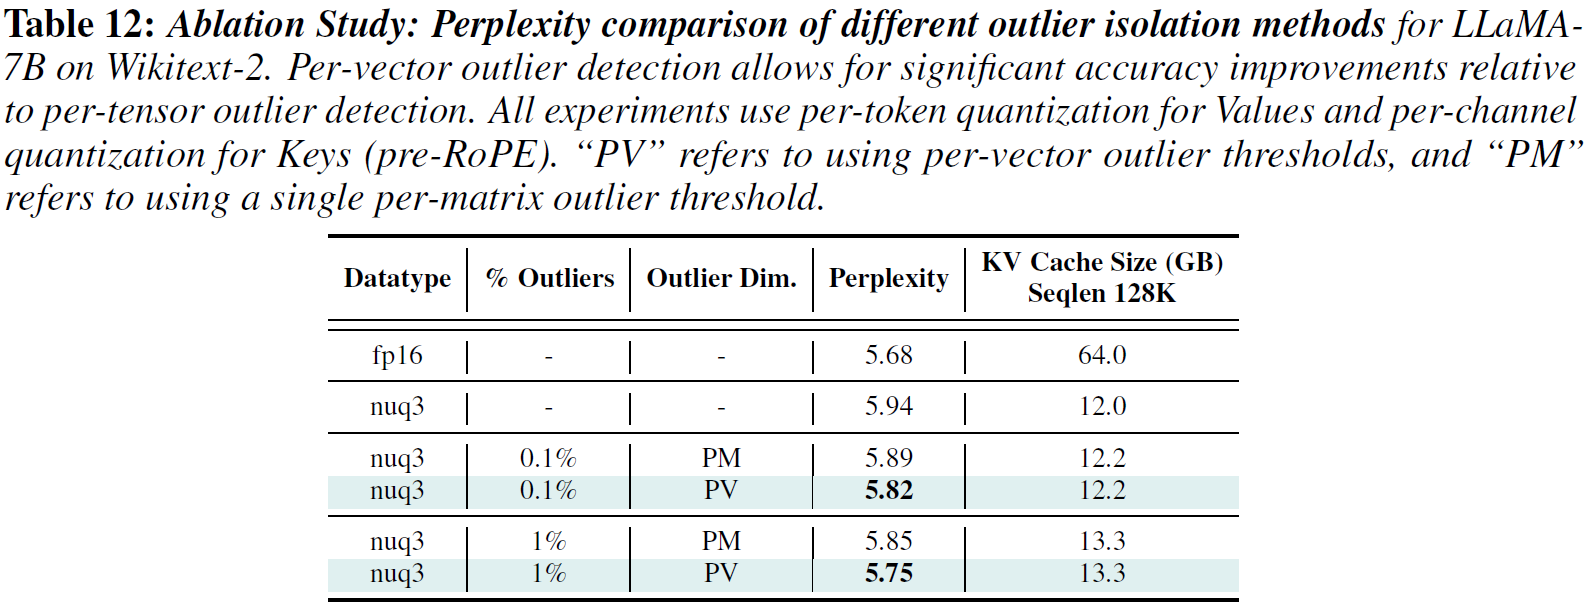 Table 12: Ablation Study: Perplexity comparison of different outlier isolation methods for LLaMA-
7B on Wikitext-2. Per-vector outlier detection allows for significant accuracy improvements relative
to per-tensor outlier detection. All experiments use per-token quantization for Values and per-channel
quantization for Keys (pre-RoPE). “PV” refers to using per-vector outlier thresholds, and “PM”
refers to using a single per-matrix outlier threshold.
Datatype % Outliers Outlier Dim. Perplexity KV Cache Size (GB)
Seqlen 128K
fp16 - - 5.68 64.0
nuq3 - - 5.94 12.0
nuq3 0.1% PM 5.89 12.2
nuq3 0.1% PV 5.82 12.2
nuq3 1% PM 5.85 13.3
nuq3 1% PV 5.75 13.3